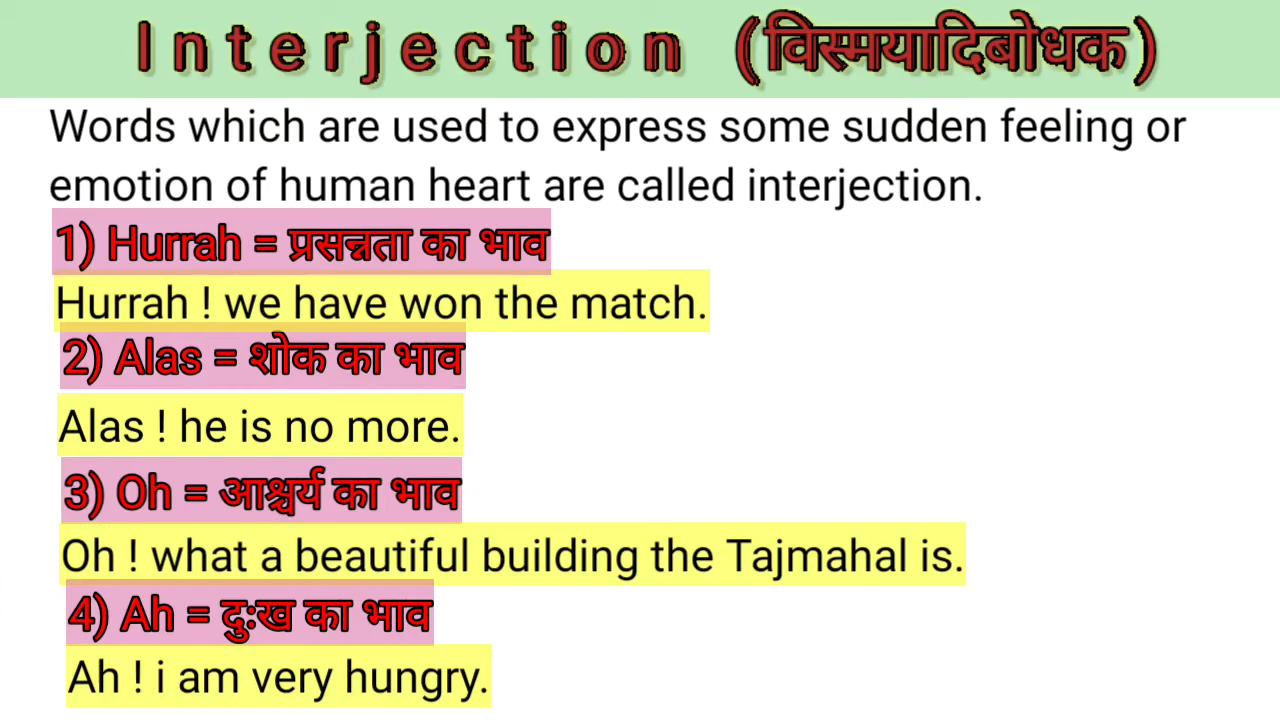 Interjection (विस्मयादिबोधक)
Words which are used to express some sudden feeling or
emotion of human heart are called interjection.
1) Hurrah = प्रसन्नता का भाव
Hurrah ! we have won the match.
2) Alas = शोक का भाव
Alas ! he is no more.
3) Oh = आश्चर्य का भाव
Oh ! what a beautiful building the Tajmahal is.
4) Ah = दुःख का भाव
Ah ! i am very hungry.